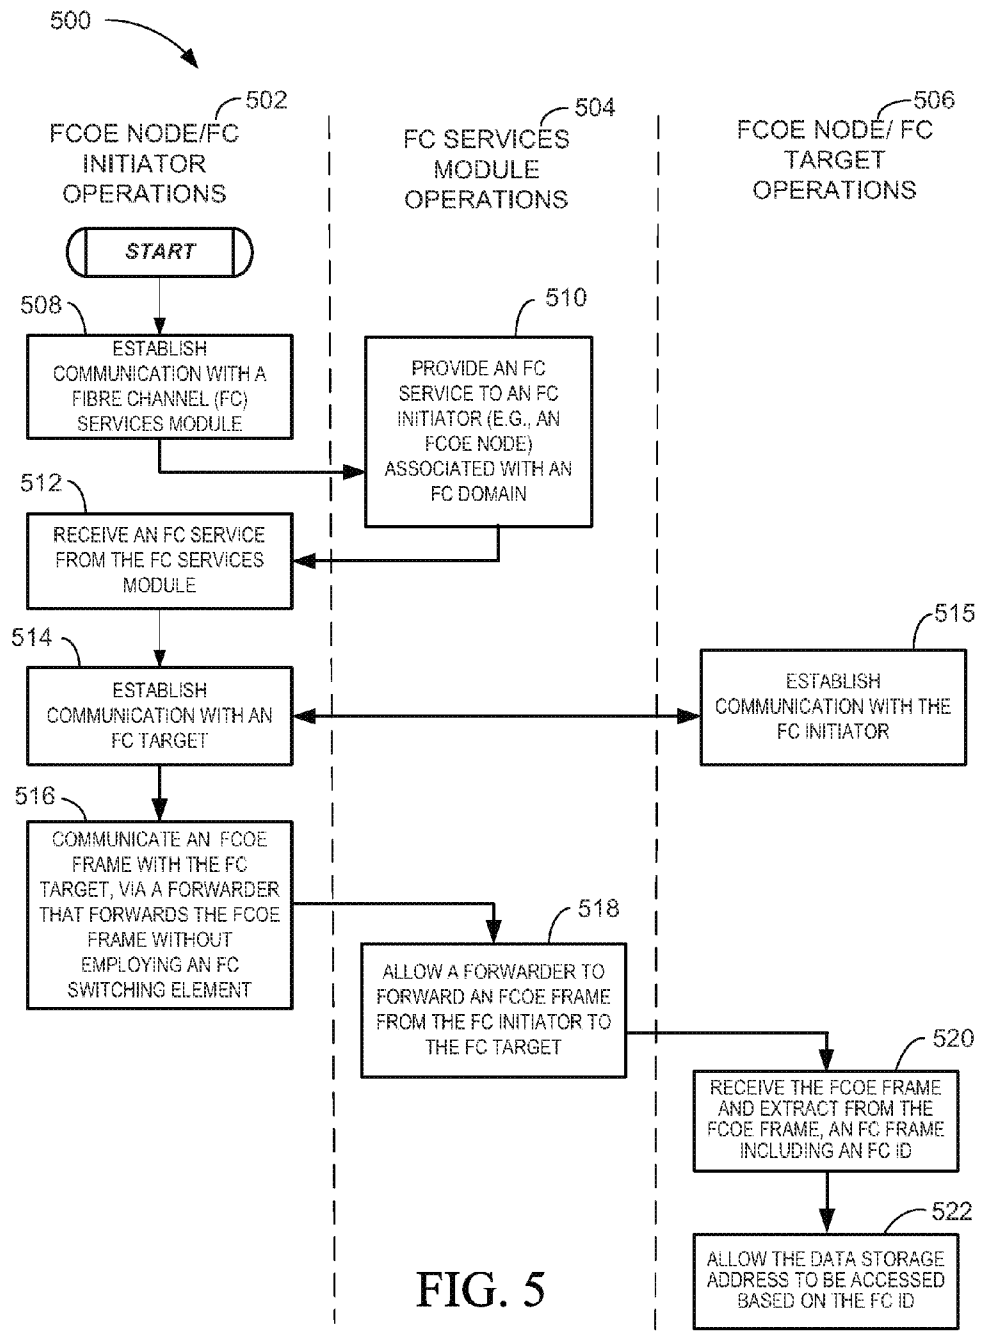 500
502
FCOE NODE/FC
INITIATOR
OPERATIONS
504
FC SERVICES
MODULE
OPERATIONS
506
FCOE NODE/ FC
TARGET
OPERATIONS
START
508
ESTABLISH
COMMUNICATION WITH A
FIBRE CHANNEL (FC)
SERVICES MODULE
510
PROVIDE AN FC
SERVICE TO AN FC
INITIATOR (E.G., AN
FCOE NODE)
ASSOCIATED WITH AN
FC DOMAIN
512
RECEIVE AN FC SERVICE
FROM THE FC SERVICES
MODULE
514
ESTABLISH
COMMUNICATION WITH AN
FC TARGET
515
ESTABLISH
COMMUNICATION WITH THE
FC INITIATOR
516
COMMUNICATE AN FCOE
FRAME WITH THE FC
TARGET, VIA A FORWARDER
THAT FORWARDS THE FCOE
FRAME WITHOUT
EMPLOYING AN FC
SWITCHING ELEMENT
518
ALLOW A FORWARDER TO
FORWARD AN FCOE FRAME
FROM THE FC INITIATOR TO
THE FC TARGET
520
RECEIVE THE FCOE FRAME
AND EXTRACT FROM THE
FCOE FRAME, AN FC FRAME
INCLUDING AN FC ID
522
ALLOW THE DATA STORAGE
ADDRESS TO BE ACCESSED
BASED ON THE FC ID
FIG. 5